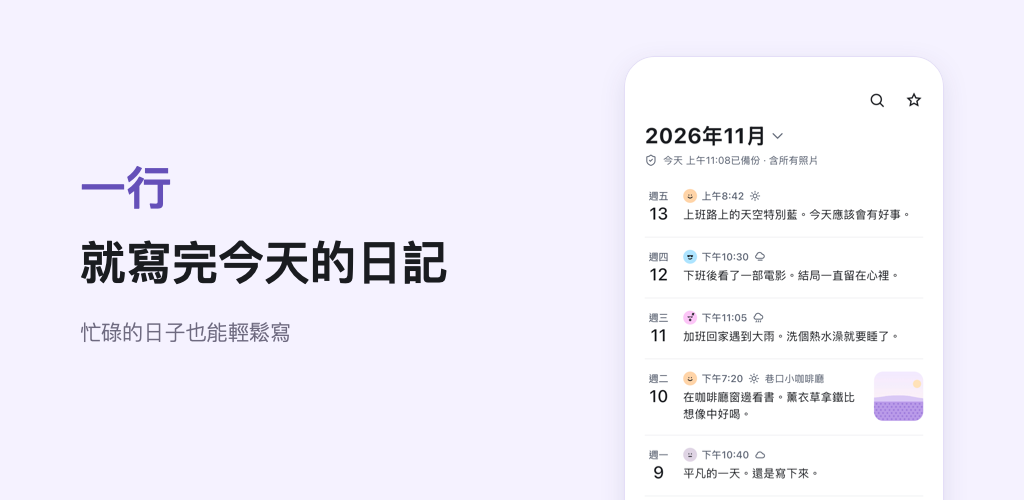 一行
就寫完今天的日記
忙碌的日子也能輕鬆寫
2026年11月
今天 上午11:08已備份 · 含所有照片
週五
13
上午8:42
上班路上的天空特別藍。今天應該會有好事。
週四
12
下午10:30
下班後看了一部電影。結局一直留在心裡。
週三
11
下午11:05
加班回家遇到大雨。洗個熱水澡就要睡了。
週二
10
下午7:20 巷口小咖啡廳
在咖啡廳窗邊看書。薰衣草拿鐵比
想像中好喝。
週一
9
下午10:40
平凡的一天。還是寫下來。